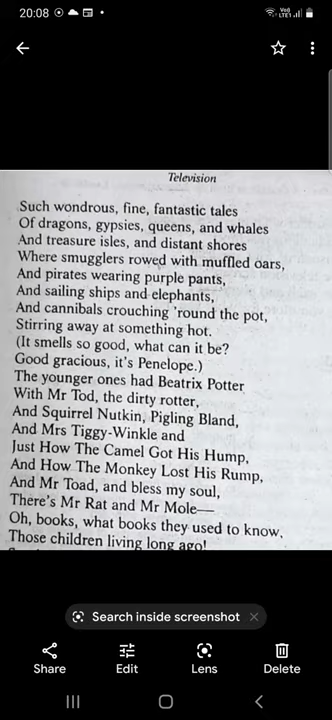 20:08
Television
Such wondrous, fine, fantastic tales
Of dragons, gypsies, queens, and whales
And treasure isles, and distant shores
Where smugglers rowed with muffled oars,
And pirates wearing purple pants,
And sailing ships and elephants,
And cannibals crouching 'round the pot,
Stirring away at something hot.
(It smells so good, what can it be?
Good gracious, it's Penelope.)
The younger ones had Beatrix Potter
With Mr Tod, the dirty rotter,
And Squirrel Nutkin, Pigling Bland,
And Mrs Tiggy-Winkle and
Just How The Camel Got His Hump,
And How The Monkey Lost His Rump,
And Mr Toad, and bless my soul,
There's Mr Rat and Mr Mole—
Oh, books, what books they used to know,
Those children living long ago!
Search inside screenshot
Share Edit Lens Delete